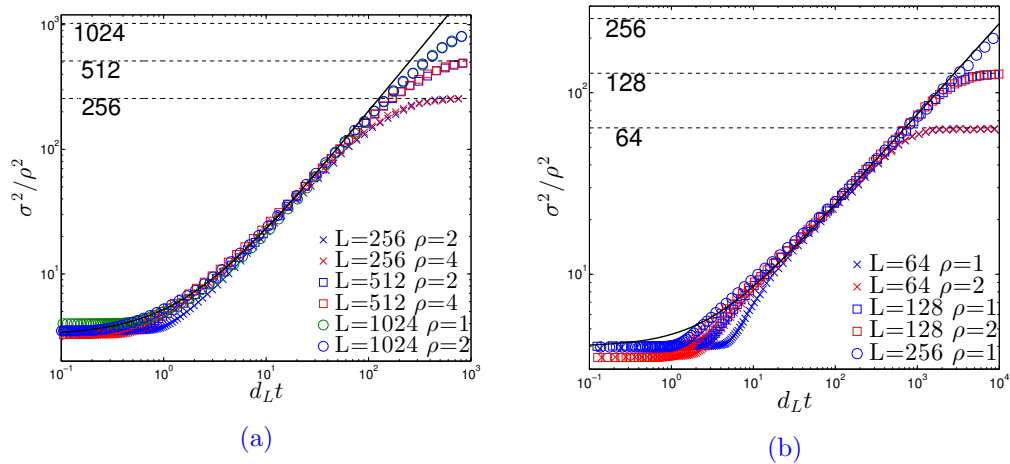 10³
1024
512
256
10²
10¹
σ²/ρ²
10⁻¹
10⁰
10¹
10²
10³
d_L t
L=256 ρ=2
L=256 ρ=4
L=512 ρ=2
L=512 ρ=4
L=1024 ρ=1
L=1024 ρ=2
(a)
256
128
10²
64
10¹
σ²/ρ²
10⁻¹
10⁰
10¹
10²
10³
10⁴
d_L t
L=64 ρ=1
L=64 ρ=2
L=128 ρ=1
L=128 ρ=2
L=256 ρ=1
(b)